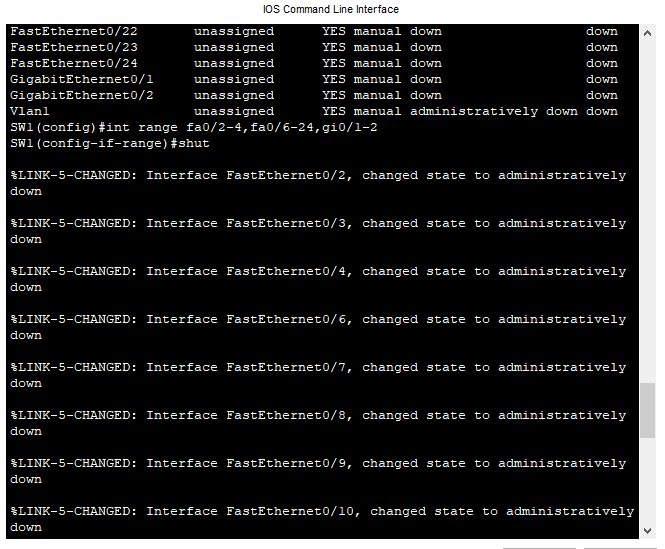 IOS Command Line Interface
FastEthernet0/22 unassigned YES manual down down
FastEthernet0/23 unassigned YES manual down down
FastEthernet0/24 unassigned YES manual down down
GigabitEthernet0/1 unassigned YES manual down down
GigabitEthernet0/2 unassigned YES manual down down
Vlan1 unassigned YES manual administratively down down
SW1(config)#int range fa0/2-4,fa0/6-24,gi0/1-2
SW1(config-if-range)#shut
%LINK-5-CHANGED: Interface FastEthernet0/2, changed state to administratively
down
%LINK-5-CHANGED: Interface FastEthernet0/3, changed state to administratively
down
%LINK-5-CHANGED: Interface FastEthernet0/4, changed state to administratively
down
%LINK-5-CHANGED: Interface FastEthernet0/6, changed state to administratively
down
%LINK-5-CHANGED: Interface FastEthernet0/7, changed state to administratively
down
%LINK-5-CHANGED: Interface FastEthernet0/8, changed state to administratively
down
%LINK-5-CHANGED: Interface FastEthernet0/9, changed state to administratively
down
%LINK-5-CHANGED: Interface FastEthernet0/10, changed state to administratively
down